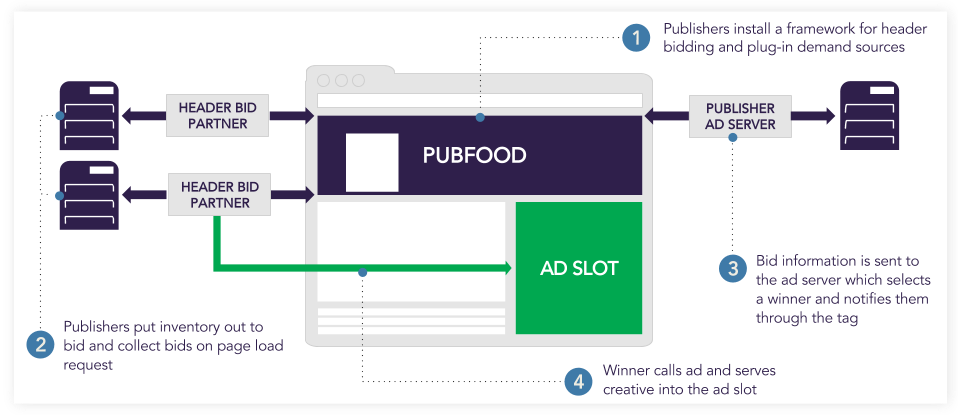 1
Publishers install a framework for header
bidding and plug-in demand sources
HEADER BID
PARTNER
PUBLISHER
AD SERVER
PUBFOOD
HEADER BID
PARTNER
AD SLOT
3
Bid information is sent to
the ad server which selects
a winner and notifies them
through the tag
2
Publishers put inventory out to
bid and collect bids on page load
request
4
Winner calls ad and serves
creative into the ad slot